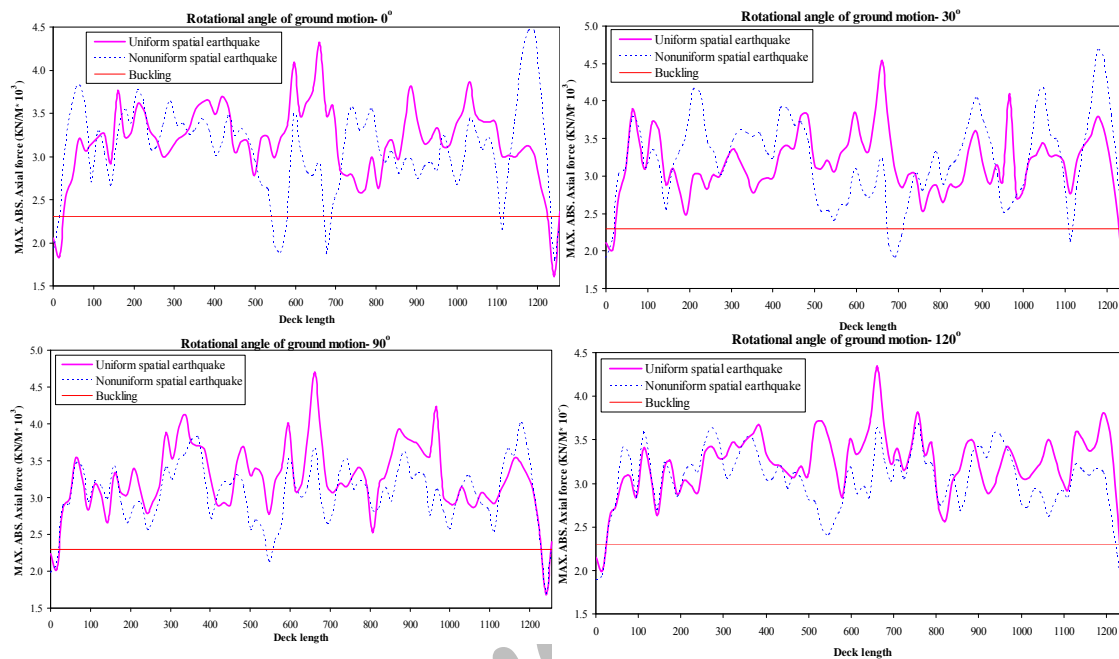 Rotational angle of ground motion- 0°
MAX. ABS. Axial force (KN/M* 10³)
Uniform spatial earthquake
Nonuniform spatial earthquake
Buckling
4.5
4.0
3.5
3.0
2.5
2.0
1.5
0 100 200 300 400 500 600 700 800 900 1000 1100 1200
Deck length
Rotational angle of ground motion- 30°
MAX. ABS. Axial force (KN/M* 10³)
Uniform spatial earthquake
Nonuniform spatial earthquake
Buckling
5.0
4.5
4.0
3.5
3.0
2.5
2.0
1.5
0 100 200 300 400 500 600 700 800 900 1000 1100 1200
Deck length
Rotational angle of ground motion- 90°
MAX. ABS. Axial force (KN/M* 10³)
Uniform spatial earthquake
Nonuniform spatial earthquake
Buckling
5.0
4.5
4.0
3.5
3.0
2.5
2.0
1.5
0 100 200 300 400 500 600 700 800 900 1000 1100 1200
Deck length
Rotational angle of ground motion- 120°
MAX. ABS. Axial force (KN/M* 10³)
Uniform spatial earthquake
Nonuniform spatial earthquake
Buckling
4.5
4.0
3.5
3.0
2.5
2.0
1.5
0 100 200 300 400 500 600 700 800 900 1000 1100 1200
Deck length